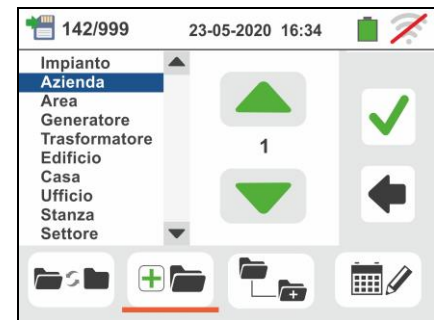 142/999 23-05-2020 16:34
Impianto
Azienda
Area
Generatore
Trasformatore
Edificio
Casa
Ufficio
Stanza
Settore
1